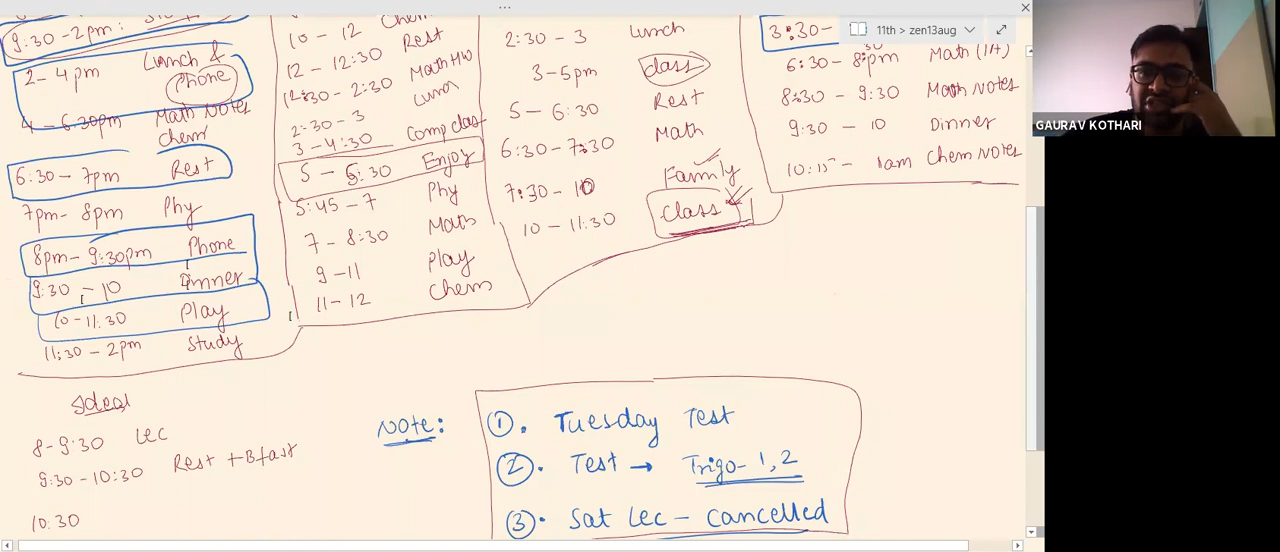 9:30-2pm:
2-4pm Lunch & Phone
4-6:30pm Math Notes Chem
6:30-7pm Rest
7pm-8pm Phy
8pm-9:30pm Phone
9:30-10 Dinner
10-11:30 Play
11:30-2pm Study
Ideal
8-9:30 Lec
9:30-10:30 Rest + Bfast
10:30
Chem
10-12 Rest
12-12:30 Math HW
12:30-2:30 Lunch
2:30-3
3-4:30 Comp class
5-5:30 Enjoy
5:45-7 Phy
7-8:30 Math
9-11 Play
11-12 Chem
2:30-3 Lunch
3-5pm Class
5-6:30 Rest
6:30-7:30 Math
7:30-10 Family
10-11:30 Class
3:30-
6:30-8:30pm Math
8:30-9:30 Math Notes
9:30-10 Dinner
10:15-1am Chem Notes
Note:
①. Tuesday Test
②. Test → Trigo-1,2
③. Sat Lec - Cancelled
11th > zen13aug
GAURAV KOTHARI